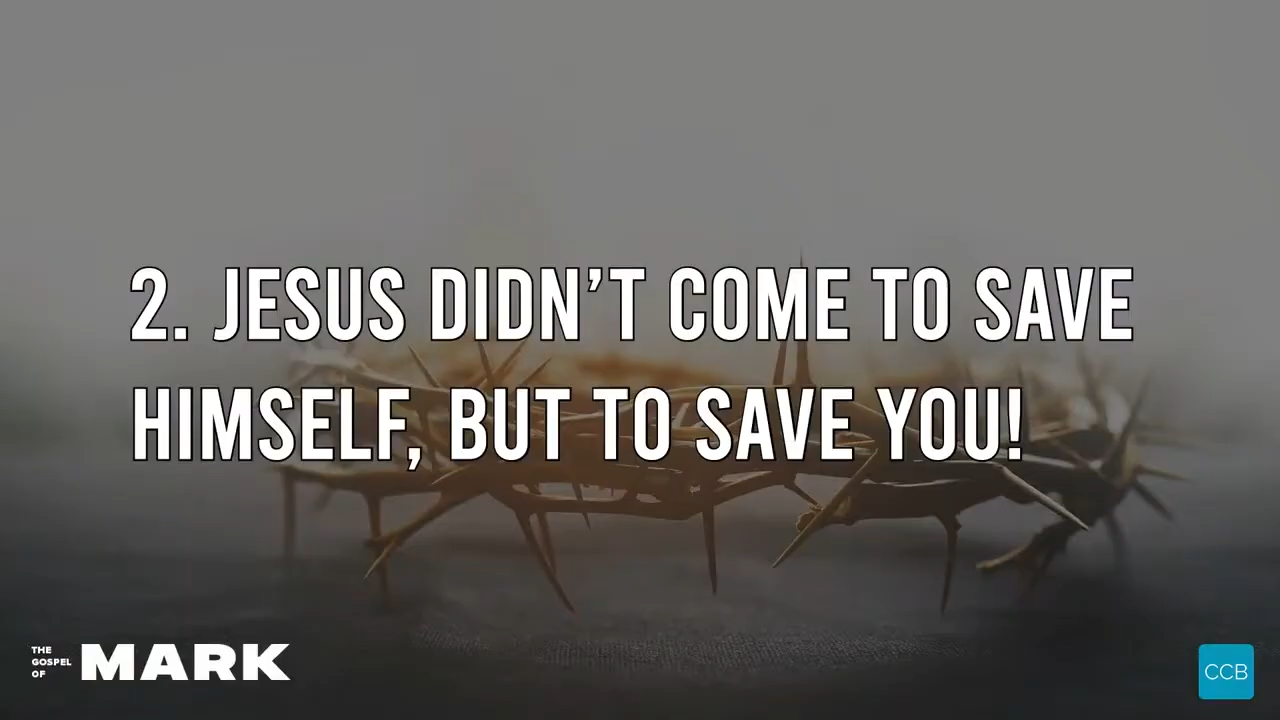 2. JESUS DIDN’T COME TO SAVE
HIMSELF, BUT TO SAVE YOU!
THE
GOSPEL
OF
MARK
CCB